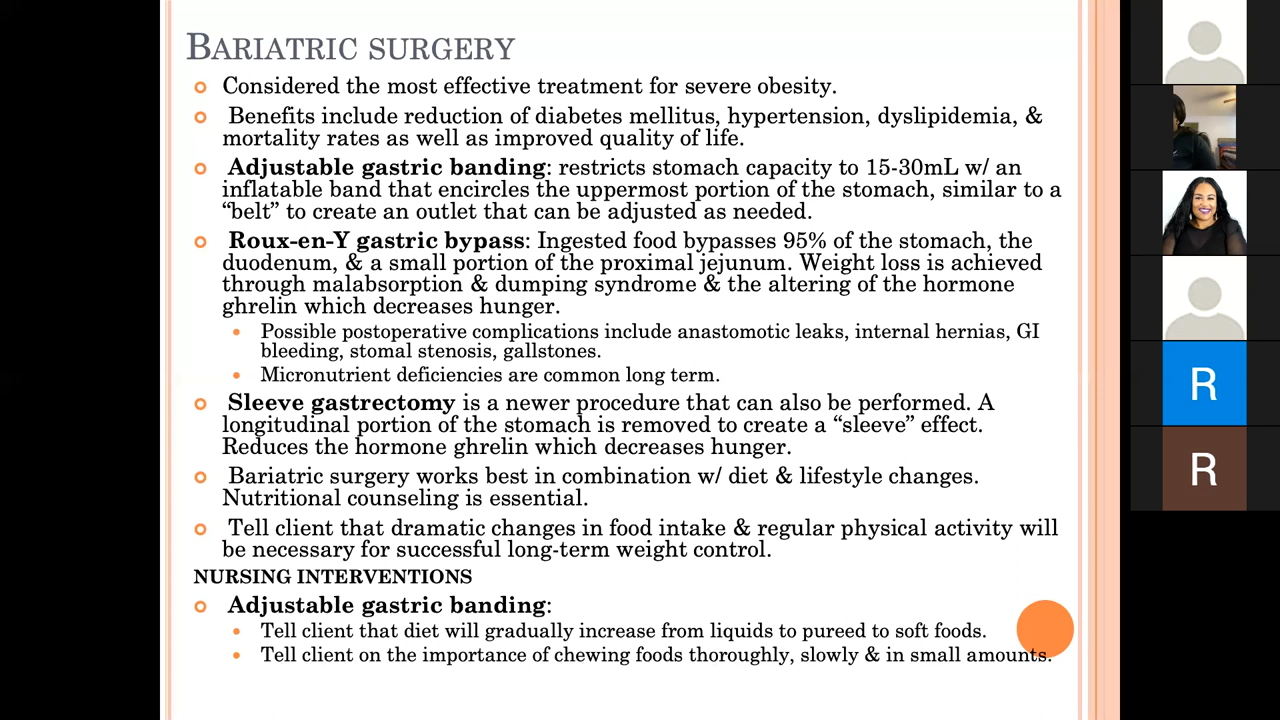 BARIATRIC SURGERY
Considered the most effective treatment for severe obesity.
Benefits include reduction of diabetes mellitus, hypertension, dyslipidemia, &
mortality rates as well as improved quality of life.
Adjustable gastric banding: restricts stomach capacity to 15-30mL w/ an
inflatable band that encircles the uppermost portion of the stomach, similar to a
“belt” to create an outlet that can be adjusted as needed.
Roux-en-Y gastric bypass: Ingested food bypasses 95% of the stomach, the
duodenum, & a small portion of the proximal jejunum. Weight loss is achieved
through malabsorption & dumping syndrome & the altering of the hormone
ghrelin which decreases hunger.
Possible postoperative complications include anastomotic leaks, internal hernias, GI
bleeding, stomal stenosis, gallstones.
Micronutrient deficiencies are common long term.
Sleeve gastrectomy is a newer procedure that can also be performed. A
longitudinal portion of the stomach is removed to create a “sleeve” effect.
Reduces the hormone ghrelin which decreases hunger.
Bariatric surgery works best in combination w/ diet & lifestyle changes.
Nutritional counseling is essential.
Tell client that dramatic changes in food intake & regular physical activity will
be necessary for successful long-term weight control.
NURSING INTERVENTIONS
Adjustable gastric banding:
Tell client that diet will gradually increase from liquids to pureed to soft foods.
Tell client on the importance of chewing foods thoroughly, slowly & in small amounts.
R
R